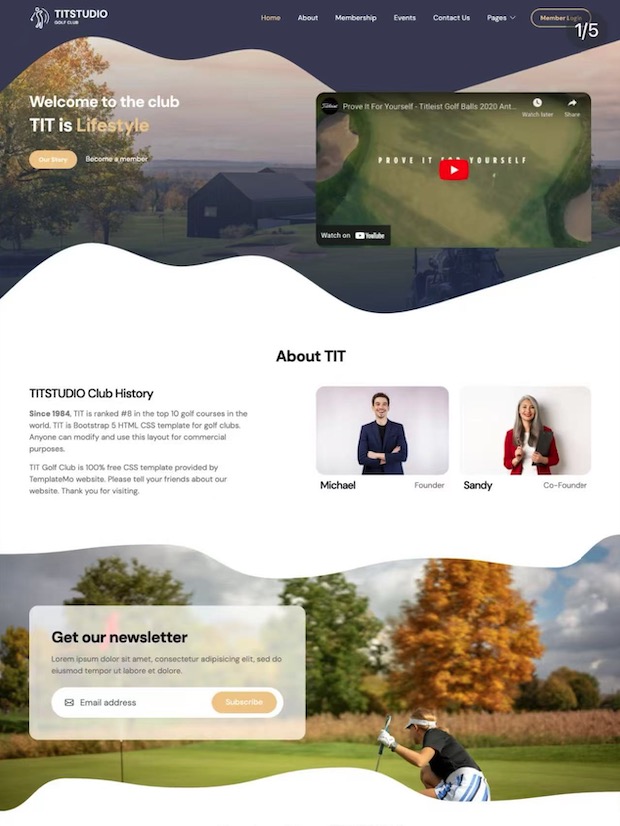 TITSTUDIO
GOLF CLUB
Home About Membership Events Contact Us Pages Member Login
1/5
Welcome to the club
TIT is Lifestyle
Our Story Become a member
Prove It For Yourself - Titleist Golf Balls 2020 Ant...
Watch later Share
PROVE IT FOR YOURSELF
Watch on YouTube
About TIT
TITSTUDIO Club History
Since 1984, TIT is ranked #8 in the top 10 golf courses in the
world. TIT is Bootstrap 5 HTML CSS template for golf clubs.
Anyone can modify and use this layout for commercial
purposes.
TIT Golf Club is 100% free CSS template provided by
TemplateMo website. Please tell your friends about our
website. Thank you for visiting.
Michael Founder
Sandy Co-Founder
Get our newsletter
Lorem ipsum dolor sit amet, consectetur adipisicing elit, sed do
eiusmod tempor ut labore et dolore.
Email address Subscribe